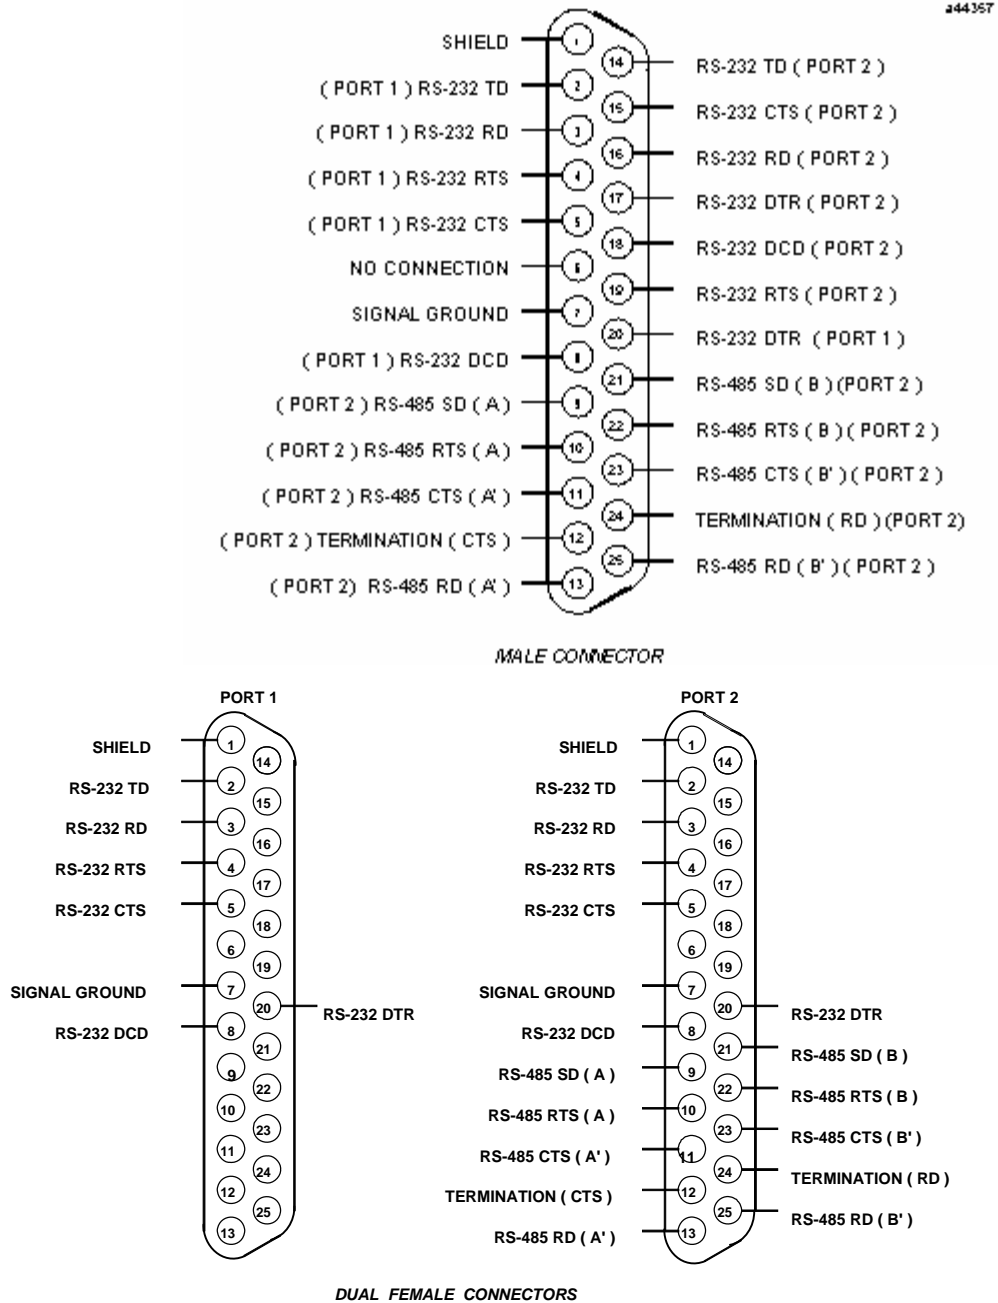 a44357
SHIELD 1
14 RS-232 TD ( PORT 2 )
( PORT 1 ) RS-232 TD 2
15 RS-232 CTS ( PORT 2 )
( PORT 1 ) RS-232 RD 3
16 RS-232 RD ( PORT 2 )
( PORT 1 ) RS-232 RTS 4
17 RS-232 DTR ( PORT 2 )
( PORT 1 ) RS-232 CTS 5
18 RS-232 DCD ( PORT 2 )
NO CONNECTION 6
19 RS-232 RTS ( PORT 2 )
SIGNAL GROUND 7
20 RS-232 DTR ( PORT 1 )
( PORT 1 ) RS-232 DCD 8
21 RS-485 SD ( B ) (PORT 2 )
( PORT 2 ) RS-485 SD ( A ) 9
22 RS-485 RTS ( B ) ( PORT 2 )
( PORT 2 ) RS-485 RTS ( A ) 10
23 RS-485 CTS ( B' ) ( PORT 2 )
( PORT 2 ) RS-485 CTS ( A' ) 11
24 TERMINATION ( RD ) (PORT 2)
( PORT 2 ) TERMINATION ( CTS ) 12
25 RS-485 RD ( B' ) ( PORT 2 )
( PORT 2) RS-485 RD ( A' ) 13
MALE CONNECTOR
PORT 1
SHIELD 1
14
RS-232 TD 2
15
RS-232 RD 3
16
RS-232 RTS 4
17
RS-232 CTS 5
18
6
19
SIGNAL GROUND 7
20 RS-232 DTR
RS-232 DCD 8
21
9
22
10
23
11
24
12
25
13
PORT 2
SHIELD 1
14
RS-232 TD 2
15
RS-232 RD 3
16
RS-232 RTS 4
17
RS-232 CTS 5
18
6
19
SIGNAL GROUND 7
20 RS-232 DTR
RS-232 DCD 8
21 RS-485 SD ( B )
RS-485 SD ( A ) 9
22 RS-485 RTS ( B )
RS-485 RTS ( A ) 10
23 RS-485 CTS ( B' )
RS-485 CTS ( A' ) 11
24 TERMINATION ( RD )
TERMINATION ( CTS ) 12
25 RS-485 RD ( B' )
RS-485 RD ( A' ) 13
DUAL FEMALE CONNECTORS